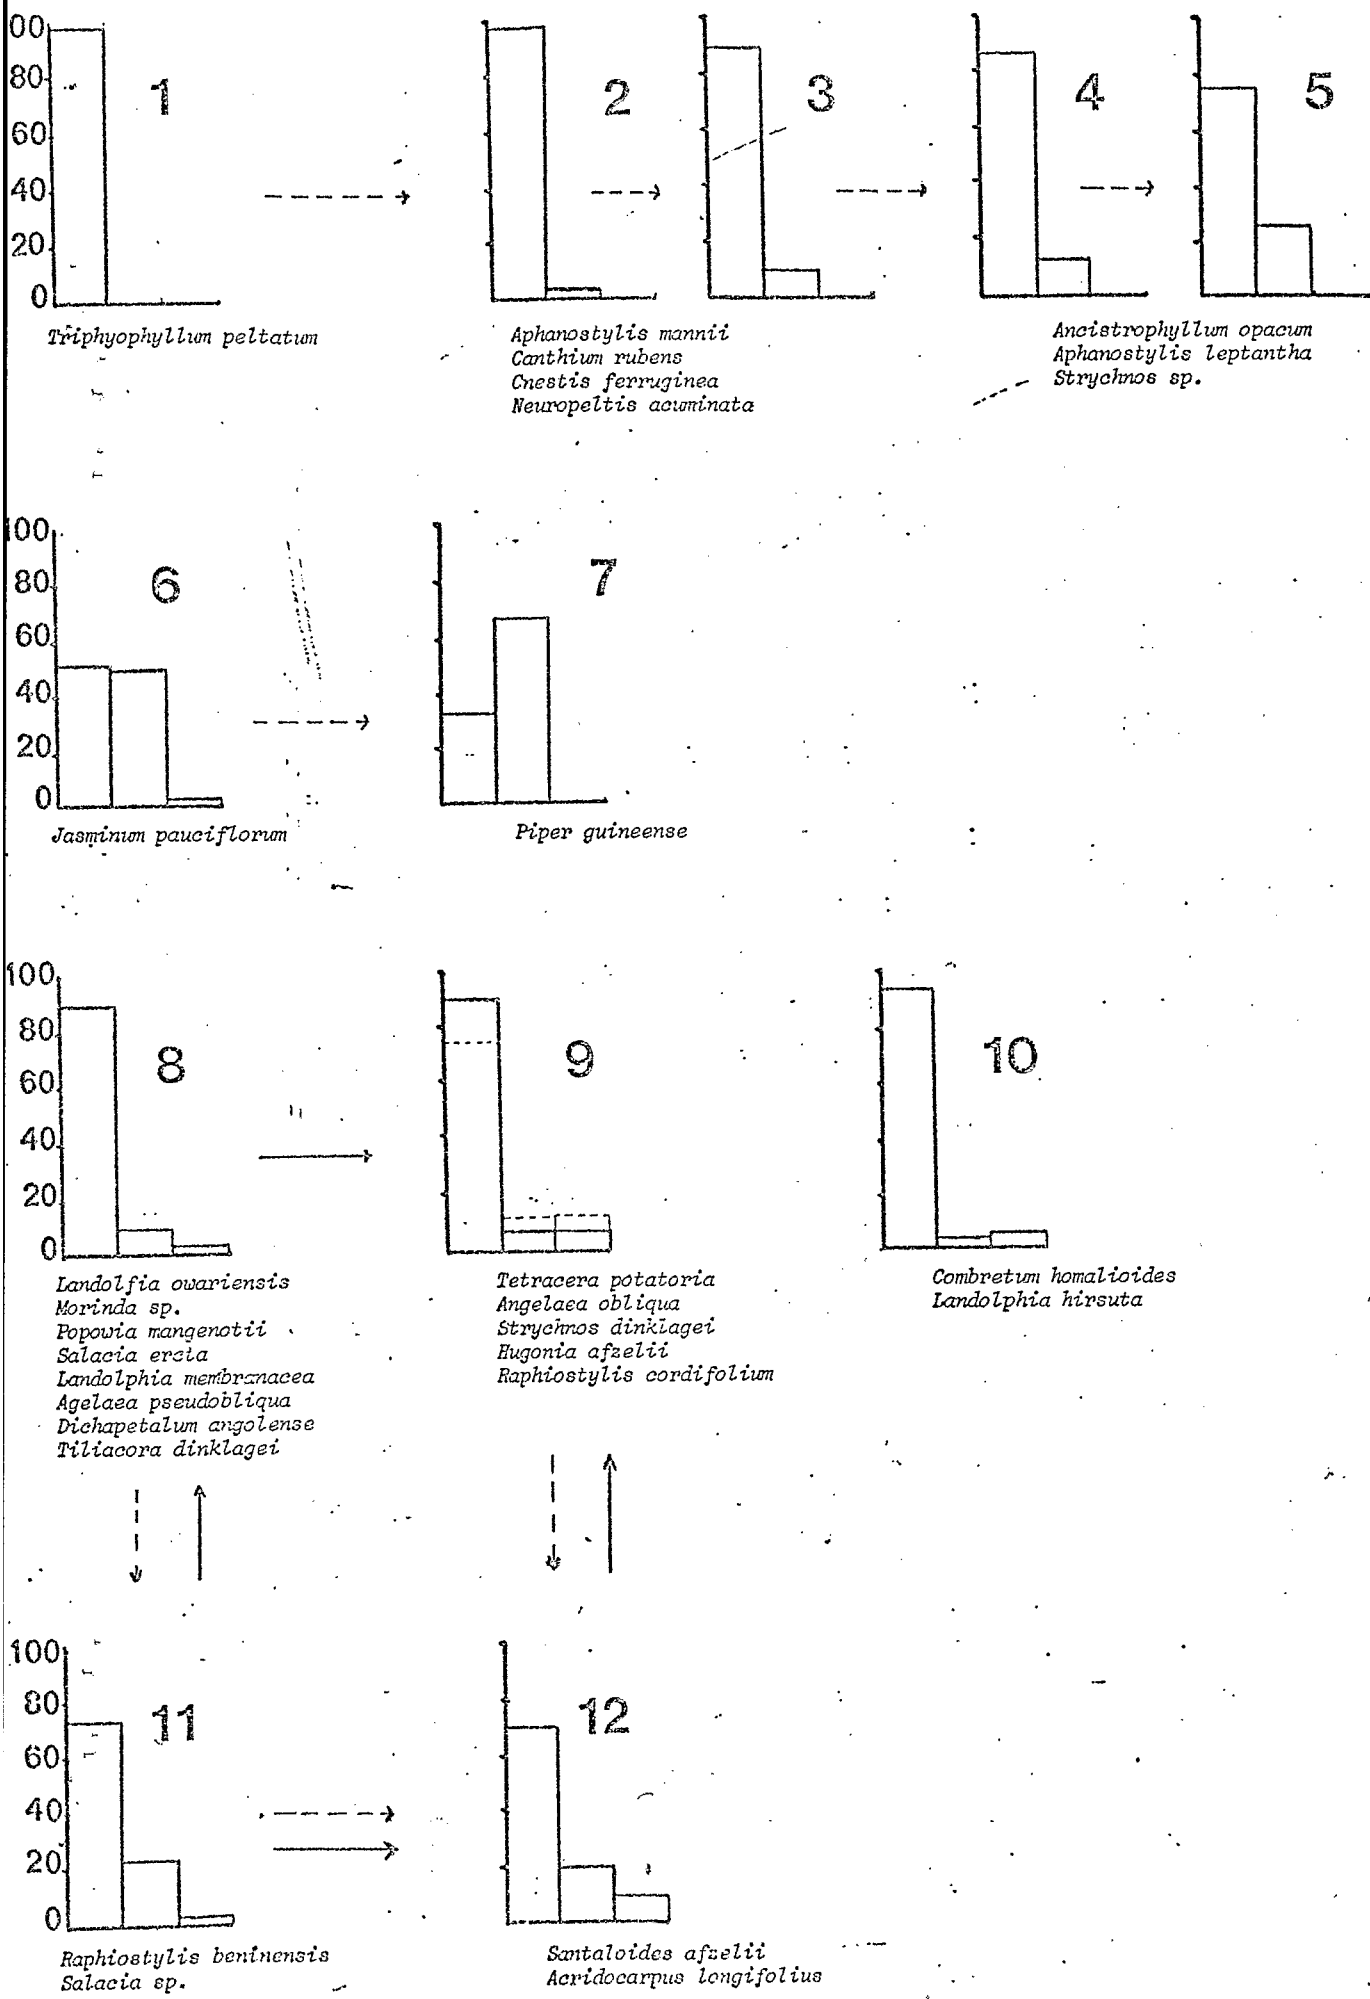 00
80
60
40
20
0
1
2
3
4
5
Triphyophyllum peltatum
Aphanostylis mannii
Canthium rubens
Cnestis ferruginea
Neuropeltis acuminata
Ancistrophyllum opacum
Aphanostylis leptantha
Strychnos sp.
100
80
60
40
20
0
6
7
Jasminum pauciflorum
Piper guineense
100
80
60
40
20
0
8
9
10
Landolfia owariensis
Morinda sp.
Popowia mangenotii
Salacia erecta
Landolphia membranacea
Agelaea pseudobliqua
Dichapetalum angolense
Tiliacora dinklagei
Tetracera potatoria
Angelaea obliqua
Strychnos dinklagei
Hugonia afzelii
Raphiostylis cordifolium
Combretum homalioides
Landolphia hirsuta
100
80
60
40
20
0
11
12
Raphiostylis beninensis
Salacia sp.
Santaloides afzelii
Acridocarpus longifolius